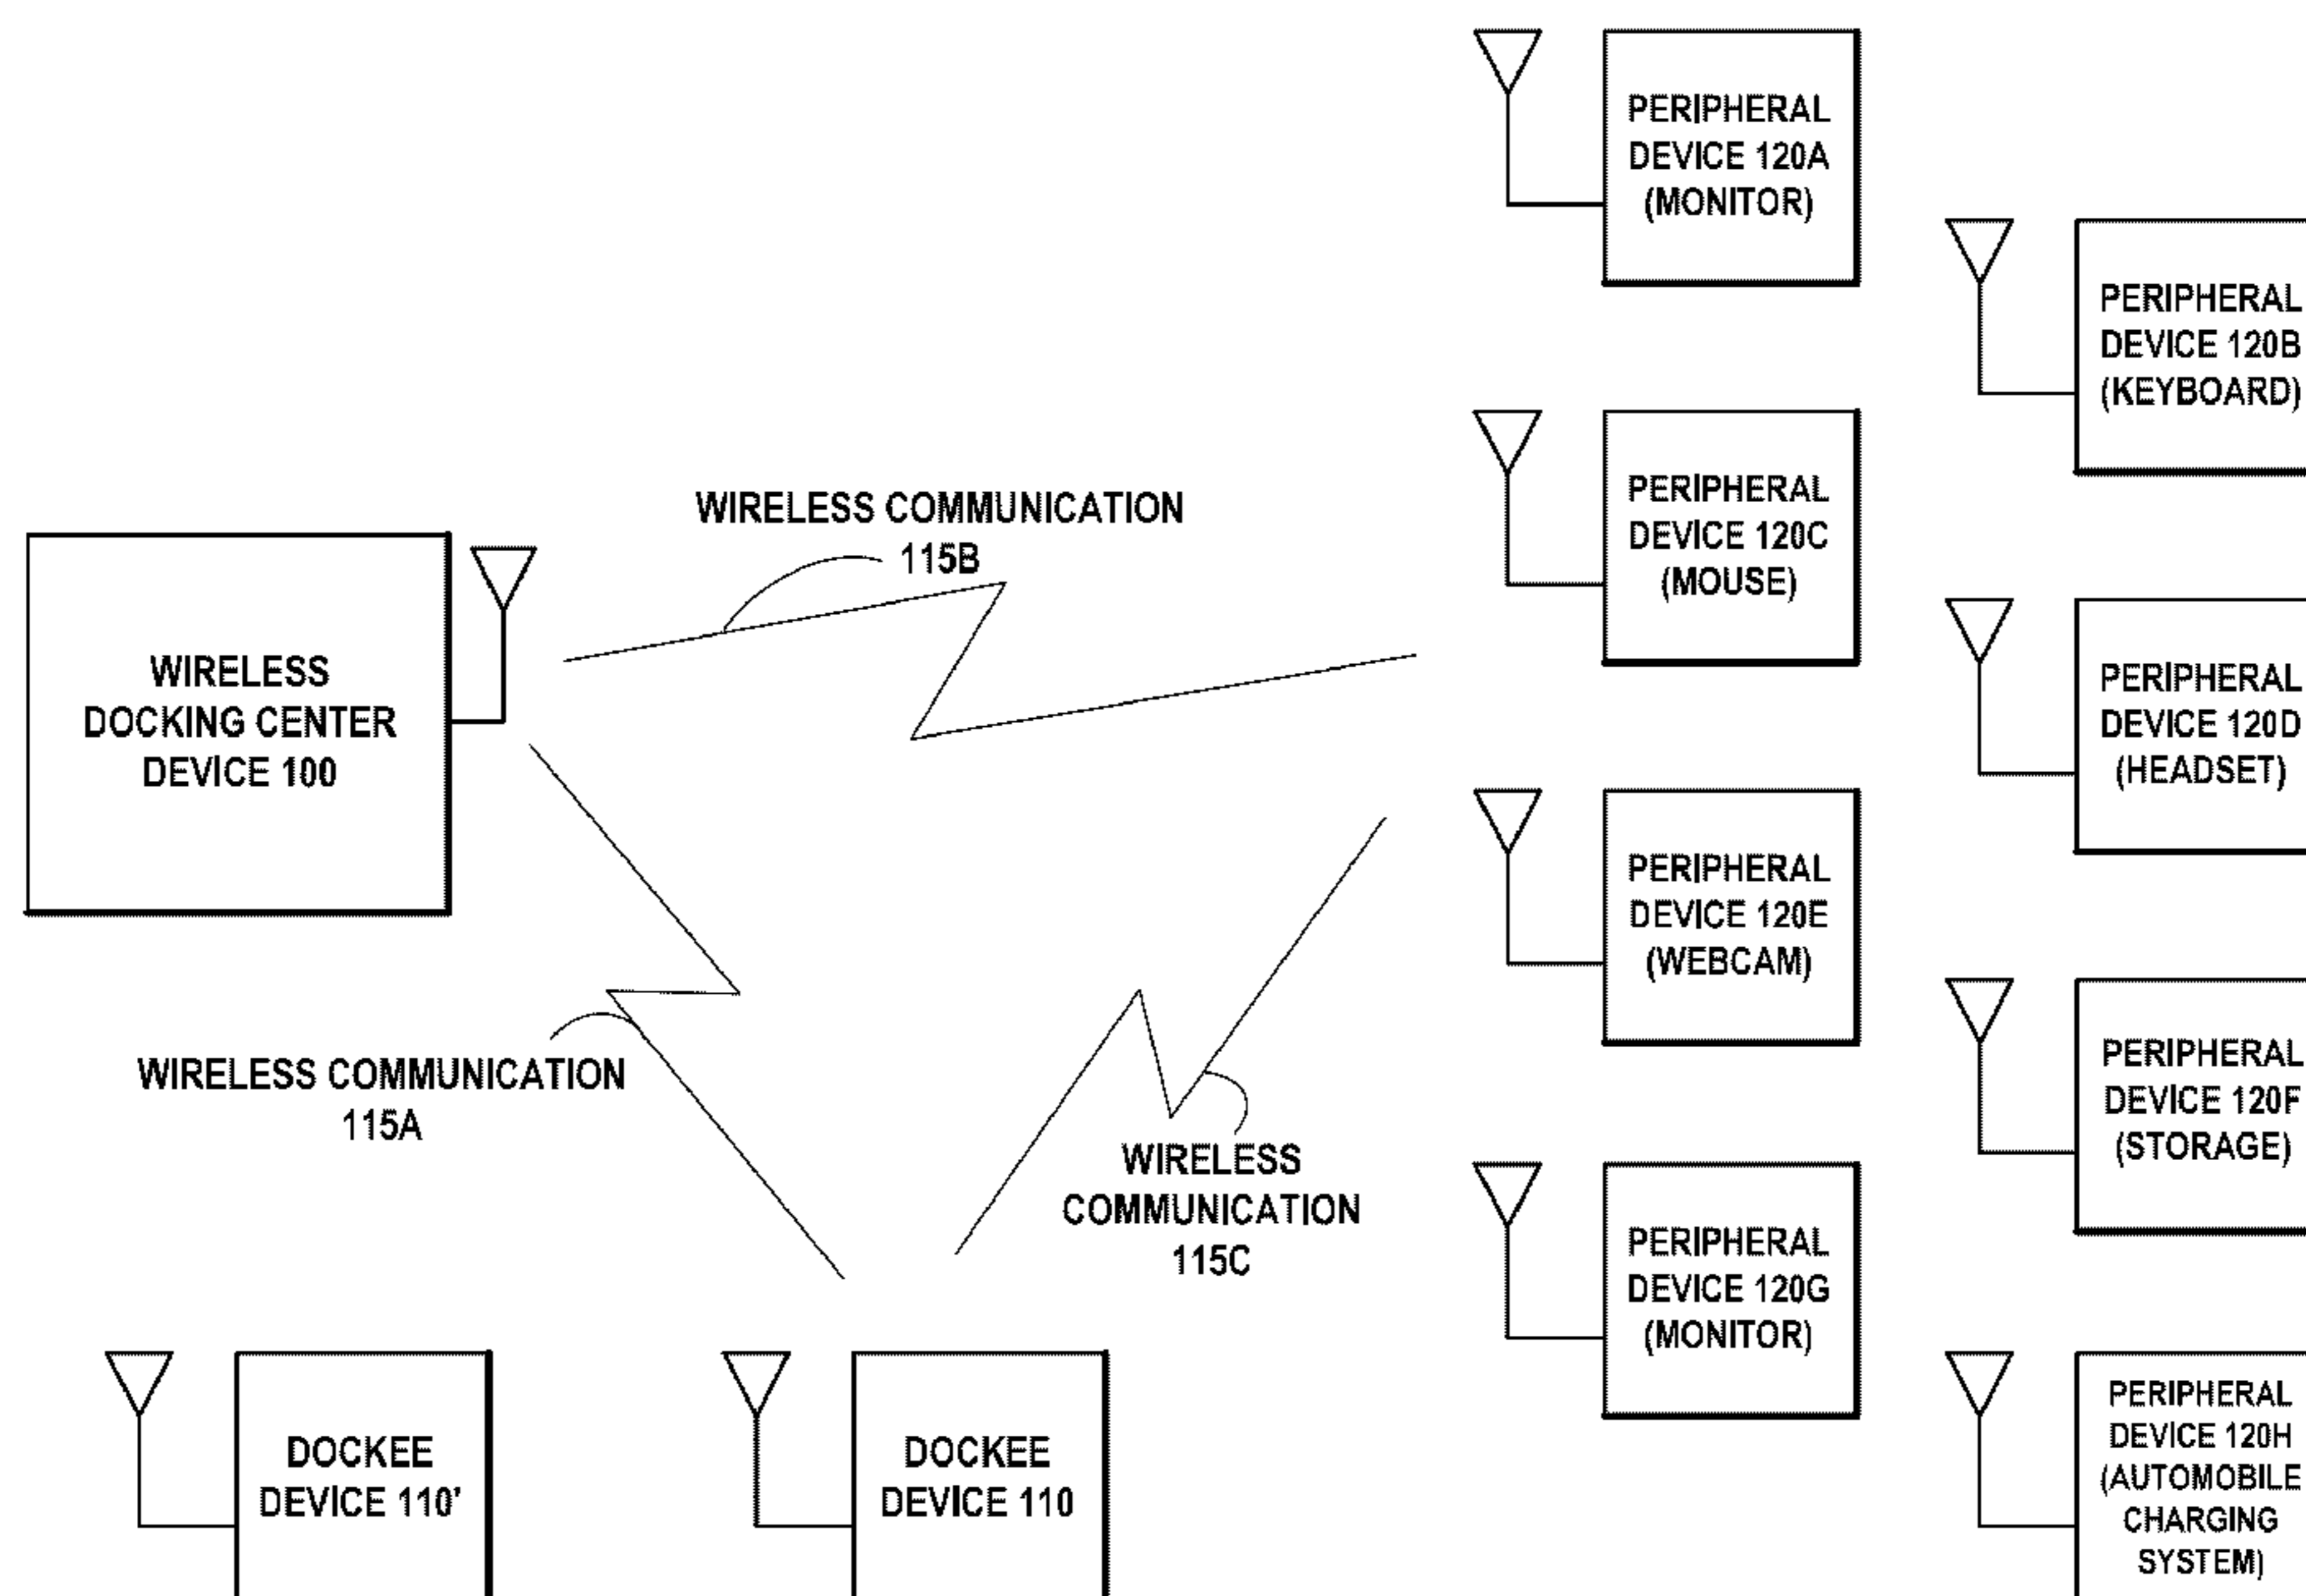 PERIPHERAL
DEVICE 120A
(MONITOR)
PERIPHERAL
DEVICE 120B
(KEYBOARD)
PERIPHERAL
DEVICE 120C
(MOUSE)
WIRELESS COMMUNICATION
115B
WIRELESS
DOCKING CENTER
DEVICE 100
PERIPHERAL
DEVICE 120D
(HEADSET)
PERIPHERAL
DEVICE 120E
(WEBCAM)
WIRELESS COMMUNICATION
115A
PERIPHERAL
DEVICE 120F
(STORAGE)
WIRELESS
COMMUNICATION
115C
PERIPHERAL
DEVICE 120G
(MONITOR)
DOCKEE
DEVICE 110'
DOCKEE
DEVICE 110
PERIPHERAL
DEVICE 120H
(AUTOMOBILE
CHARGING
SYSTEM)